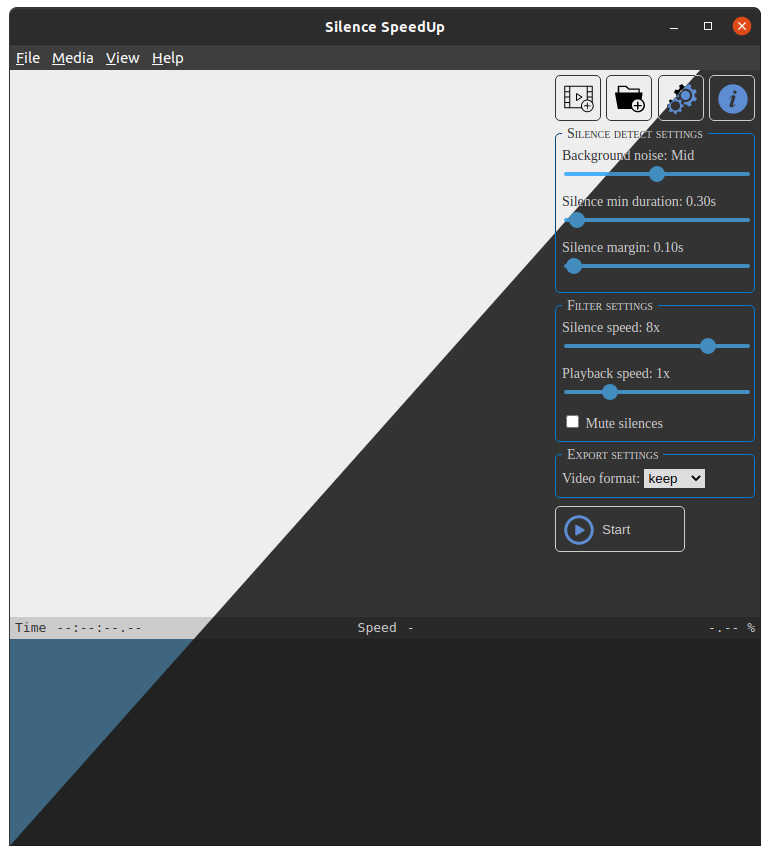 Silence SpeedUp
File Media View Help
i
Silence detect settings
Background noise: Mid
Silence min duration: 0.30s
Silence margin: 0.10s
Filter settings
Silence speed: 8x
Playback speed: 1x
Mute silences
Export settings
Video format: keep
Start
Time --:--:--.-- Speed - -.-- %